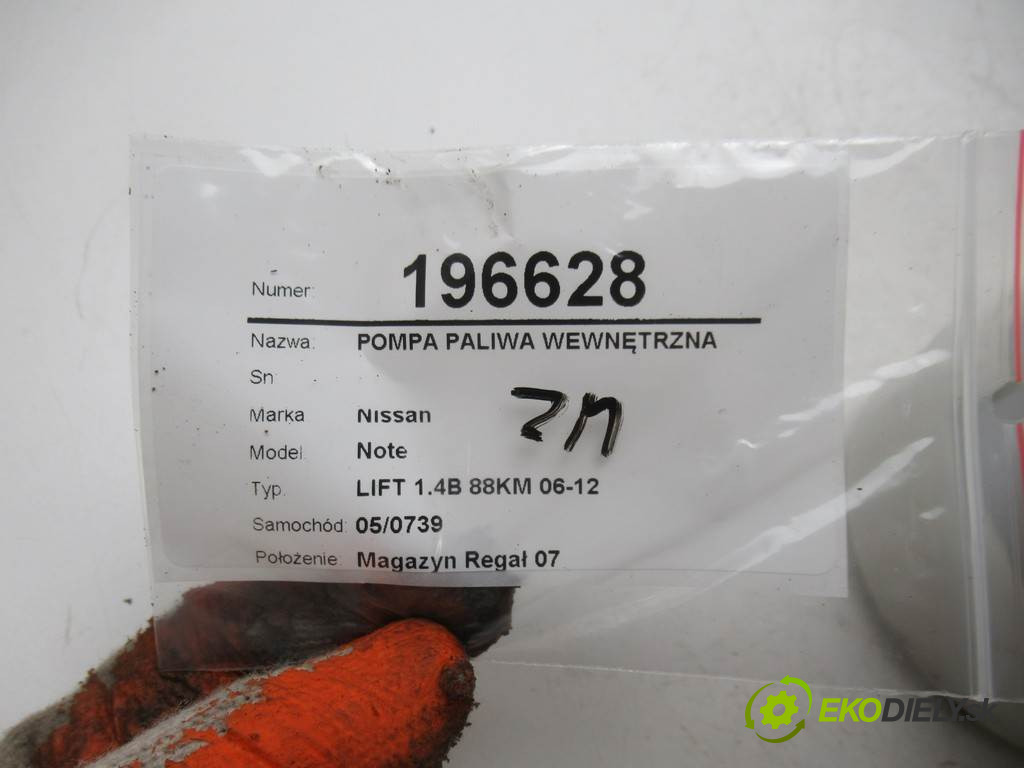 Numer: 196628
Nazwa: POMPA PALIWA WEWNĘTRZNA
Sn
Marka Nissan
Model Note
Typ. LIFT 1.4B 88KM 06-12
Samochód: 05/0739
Położenie: Magazyn Regał 07
EKODIELY.sk